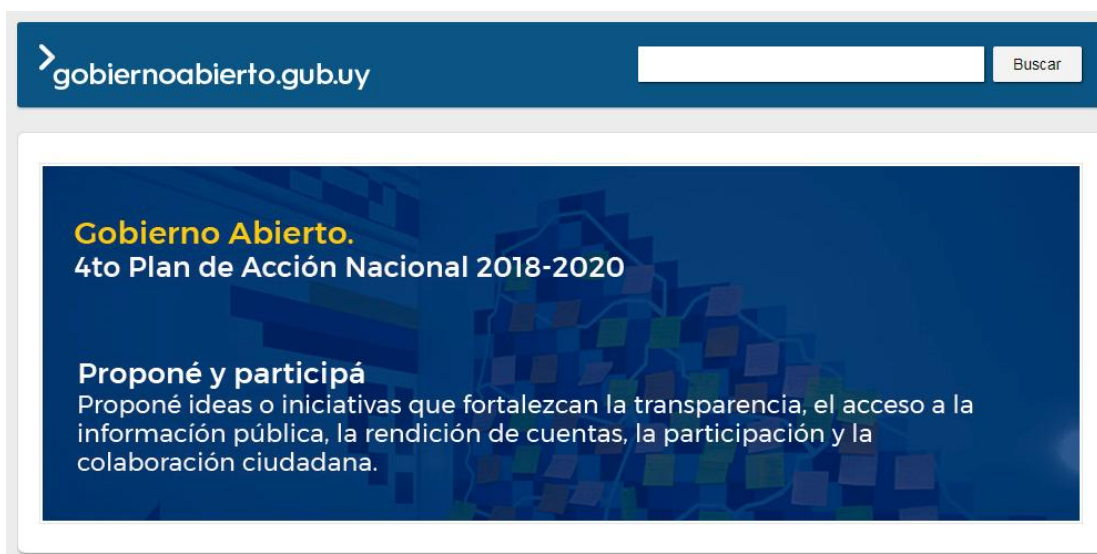 gobiernoabierto.gub.uy
Buscar
Gobierno Abierto.
4to Plan de Acción Nacional 2018-2020
Proponé y participá
Proponé ideas o iniciativas que fortalezcan la transparencia, el acceso a la
informacíón pública, la rendición de cuentas, la participación y la
colaboración ciudadana.